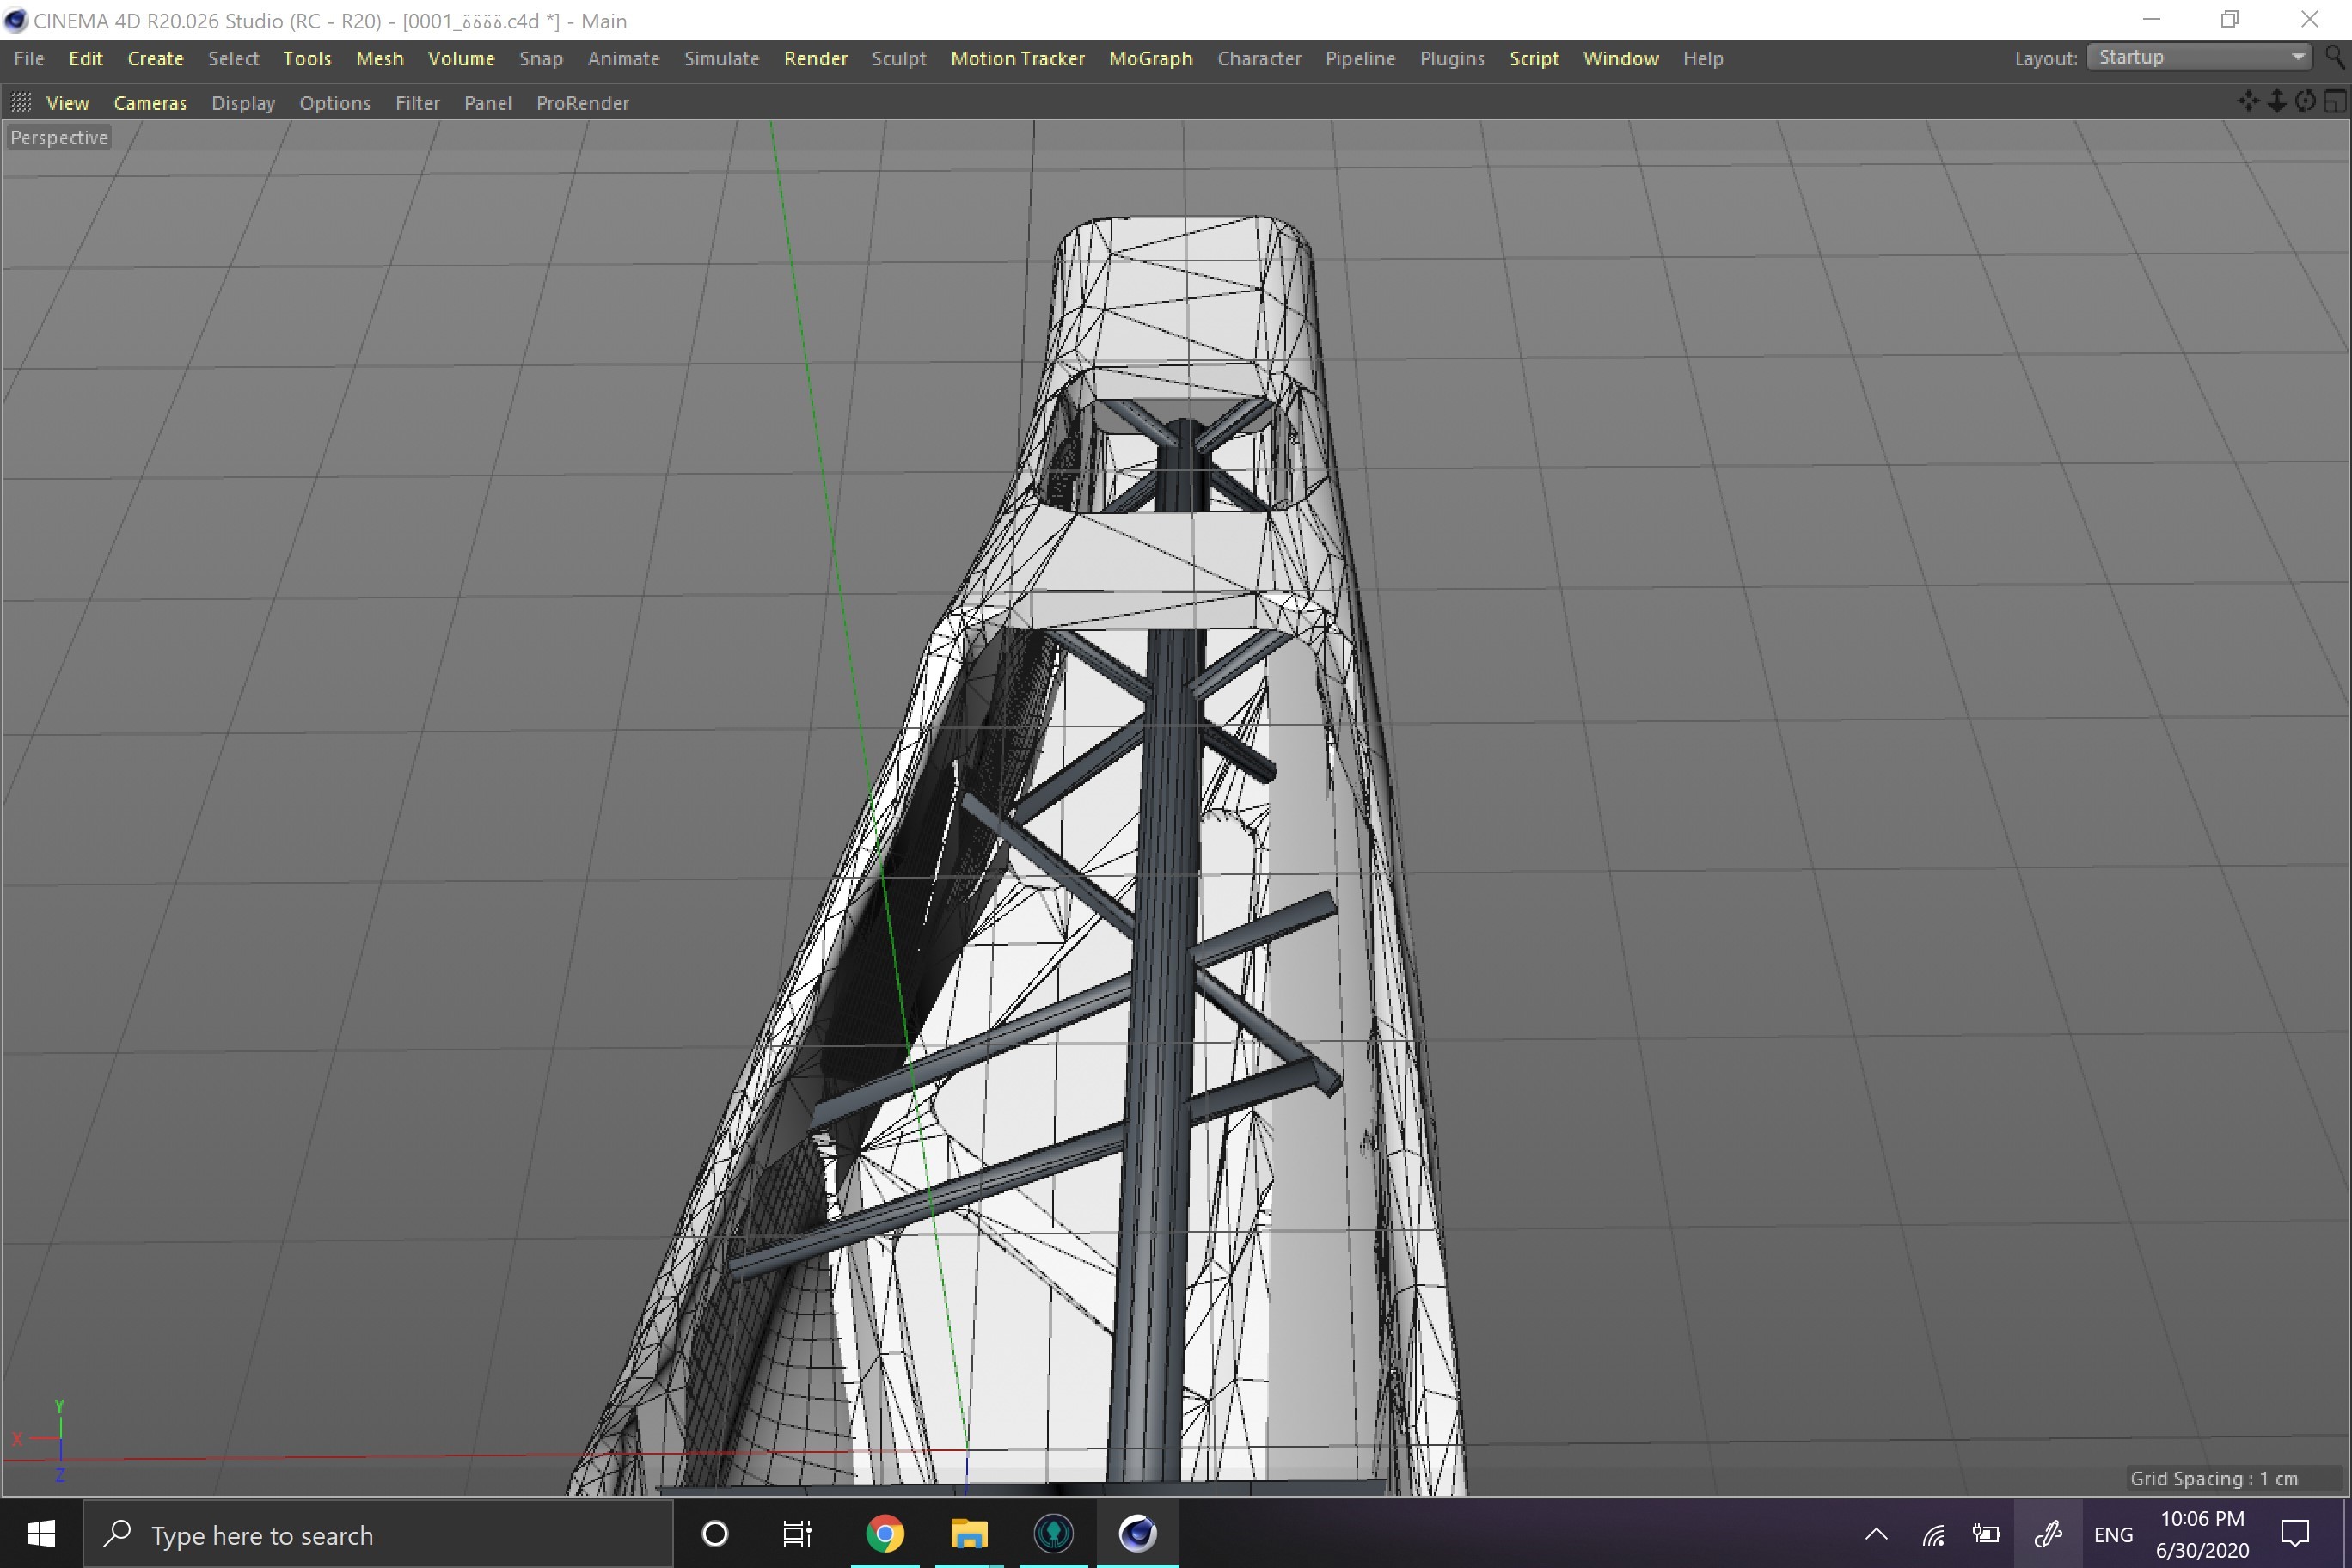 CINEMA 4D R20.026 Studio (RC - R20) - [0001_öööö.c4d *] - Main
File Edit Create Select Tools Mesh Volume Snap Animate Simulate Render Sculpt Motion Tracker MoGraph Character Pipeline Plugins Script Window Help Layout: Startup
View Cameras Display Options Filter Panel ProRender
Perspective
Y
X
Z
Grid Spacing : 1 cm
Type here to search
ENG
10:06 PM
6/30/2020